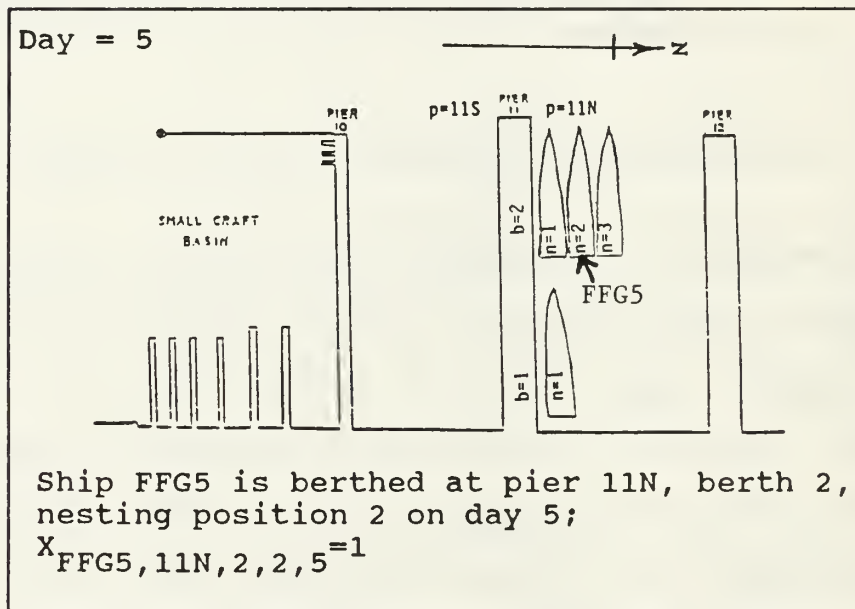 Day = 5
N
PIER
10
p=11S
PIER
11
p=11N
PIER
12
SMALL CRAFT
BASIN
b=2
n=1
n=2
n=3
FFG5
b=1
n=1
Ship FFG5 is berthed at pier 11N, berth 2,
nesting position 2 on day 5;
XFFG5,11N,2,2,5=1